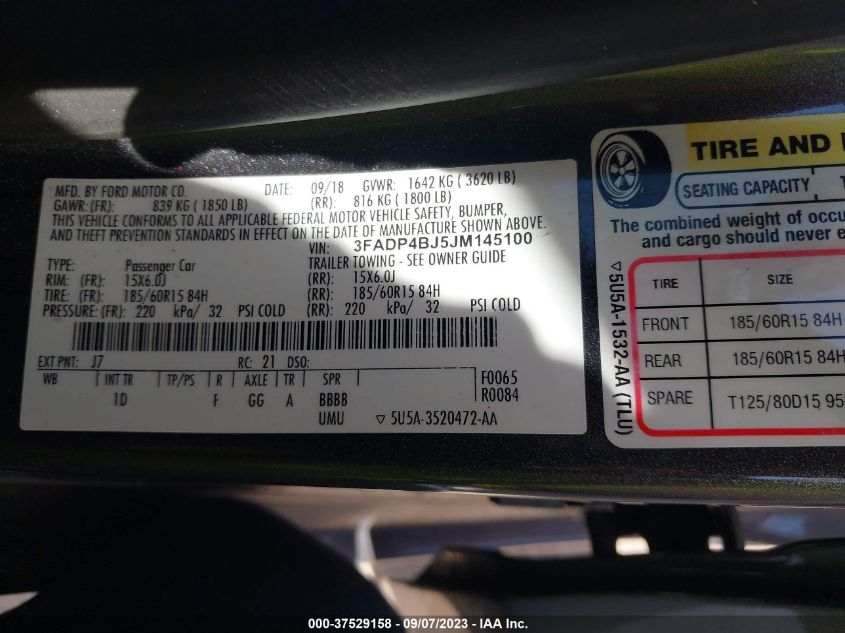 MFD. BY FORD MOTOR CO. DATE: 09/18 GVWR: 1642 KG ( 3620 LB)
GAWR: (FR): 839 KG ( 1850 LB) (RR): 816 KG ( 1800 LB)
THIS VEHICLE CONFORMS TO ALL APPLICABLE FEDERAL MOTOR VEHICLE SAFETY, BUMPER,
AND THEFT PREVENTION STANDARDS IN EFFECT ON THE DATE OF MANUFACTURE SHOWN ABOVE.
VIN: 3FADP4BJ5JM145100
TYPE: Passenger Car TRAILER TOWING - SEE OWNER GUIDE
RIM: (FR): 15X6.0J (RR): 15X6.0J
TIRE: (FR): 185/60R15 84H (RR): 185/60R15 84H
PRESSURE: (FR): 220 kPa/ 32 PSI COLD (RR): 220 kPa/ 32 PSI COLD
EXT PNT: J7 RC: 21 DSO:
WB INT TR TP/PS R AXLE TR SPR F0065
1D F GG A BBBB R0084
UMU ▽ 5U5A-3520472-AA
TIRE AND
SEATING CAPACITY
The combined weight of
and cargo should never
TIRE SIZE
FRONT 185/60R15 84H
REAR 185/60R15 84H
SPARE T125/80D15 95
▽ 5U5A-1532-AA (TLU)
000-37529158 - 09/07/2023 - IAA Inc.